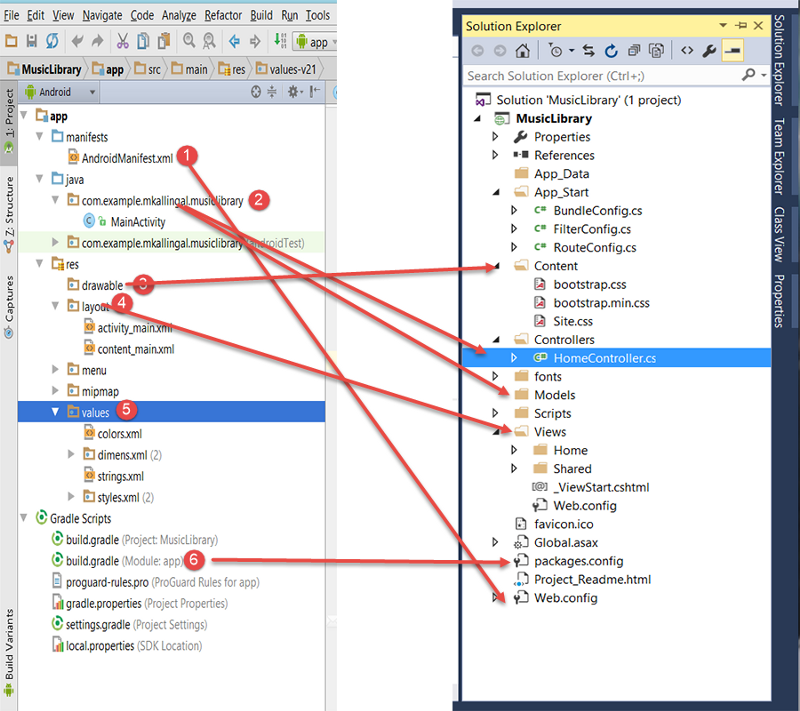 File Edit View Navigate Code Analyze Refactor Build Run Tools
app
MusicLibrary app src main res values-v21
Android
1: Project
Z: Structure
Captures
Build Variants
app
manifests
AndroidManifest.xml 1
java
com.example.mkallingal.musiclibrary 2
MainActivity
com.example.mkallingal.musiclibrary (androidTest)
res
drawable 3
layout 4
activity_main.xml
content_main.xml
menu
mipmap
values 5
colors.xml
dimens.xml (2)
strings.xml
styles.xml (2)
Gradle Scripts
build.gradle (Project: MusicLibrary)
build.gradle (Module: app) 6
proguard-rules.pro (ProGuard Rules for app)
gradle.properties (Project Properties)
settings.gradle (Project Settings)
local.properties (SDK Location)
Solution Explorer
Search Solution Explorer (Ctrl+;)
Solution 'MusicLibrary' (1 project)
MusicLibrary
Properties
References
App_Data
App_Start
BundleConfig.cs
FilterConfig.cs
RouteConfig.cs
Content
bootstrap.css
bootstrap.min.css
Site.css
Controllers
HomeController.cs
fonts
Models
Scripts
Views
Home
Shared
_ViewStart.cshtml
Web.config
favicon.ico
Global.asax
packages.config
Project_Readme.html
Web.config
Solution Explorer
Team Explorer
Class View
Properties